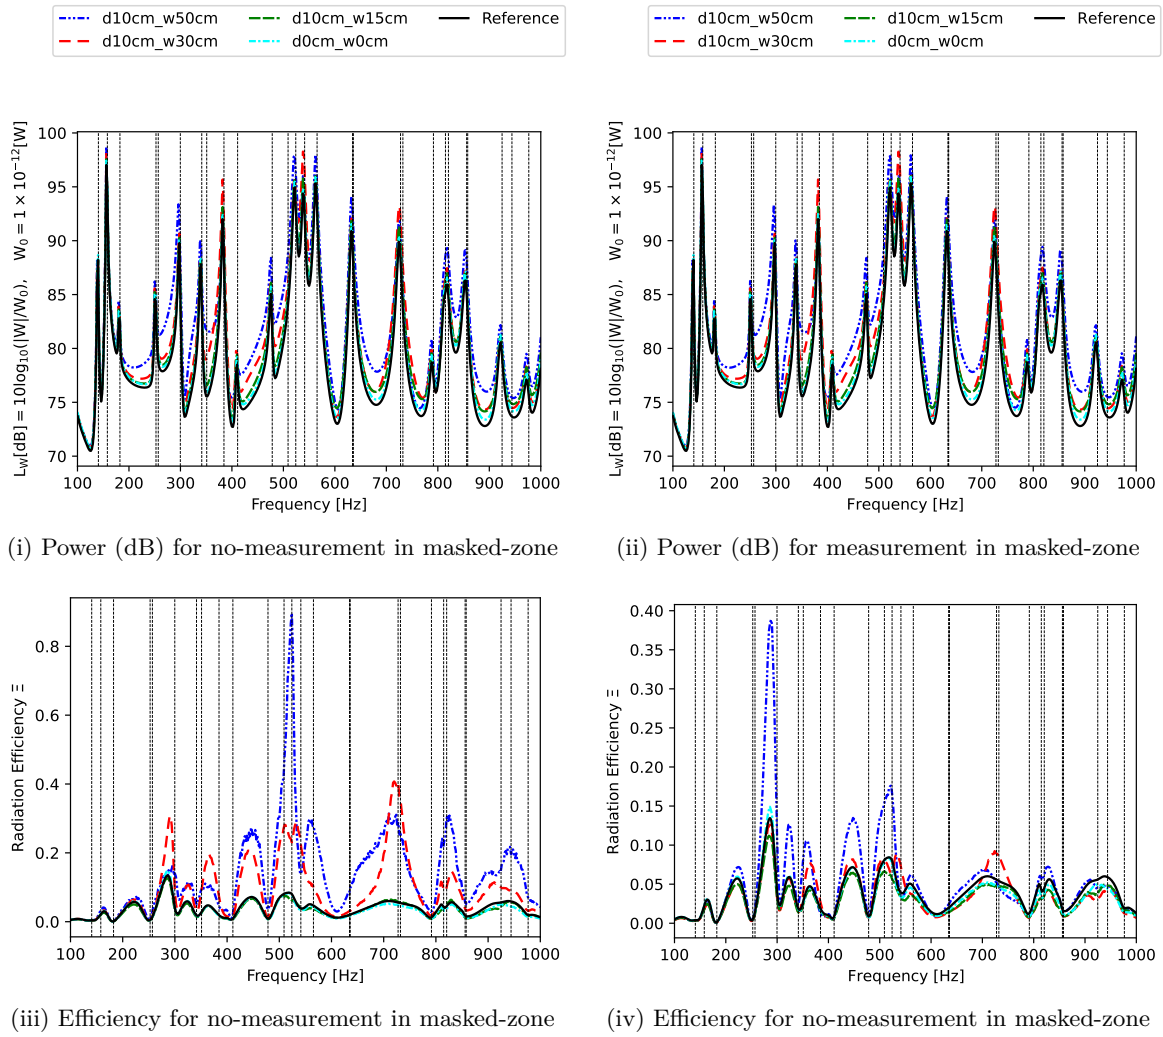 d10cm_w50cm
d10cm_w30cm
d10cm_w15cm
d0cm_w0cm
Reference
d10cm_w50cm
d10cm_w30cm
d10cm_w15cm
d0cm_w0cm
Reference
L_W[dB] = 10log₁₀(|W|/W₀),    W₀ = 1 × 10⁻¹²[W]
100
95
90
85
80
75
70
100 200 300 400 500 600 700 800 900 1000
Frequency [Hz]
L_W[dB] = 10log₁₀(|W|/W₀),    W₀ = 1 × 10⁻¹²[W]
100
95
90
85
80
75
70
100 200 300 400 500 600 700 800 900 1000
Frequency [Hz]
(i) Power (dB) for no-measurement in masked-zone
(ii) Power (dB) for measurement in masked-zone
Radiation Efficiency Ξ
0.8
0.6
0.4
0.2
0.0
100 200 300 400 500 600 700 800 900 1000
Frequency [Hz]
Radiation Efficiency Ξ
0.40
0.35
0.30
0.25
0.20
0.15
0.10
0.05
0.00
100 200 300 400 500 600 700 800 900 1000
Frequency [Hz]
(iii) Efficiency for no-measurement in masked-zone
(iv) Efficiency for no-measurement in masked-zone